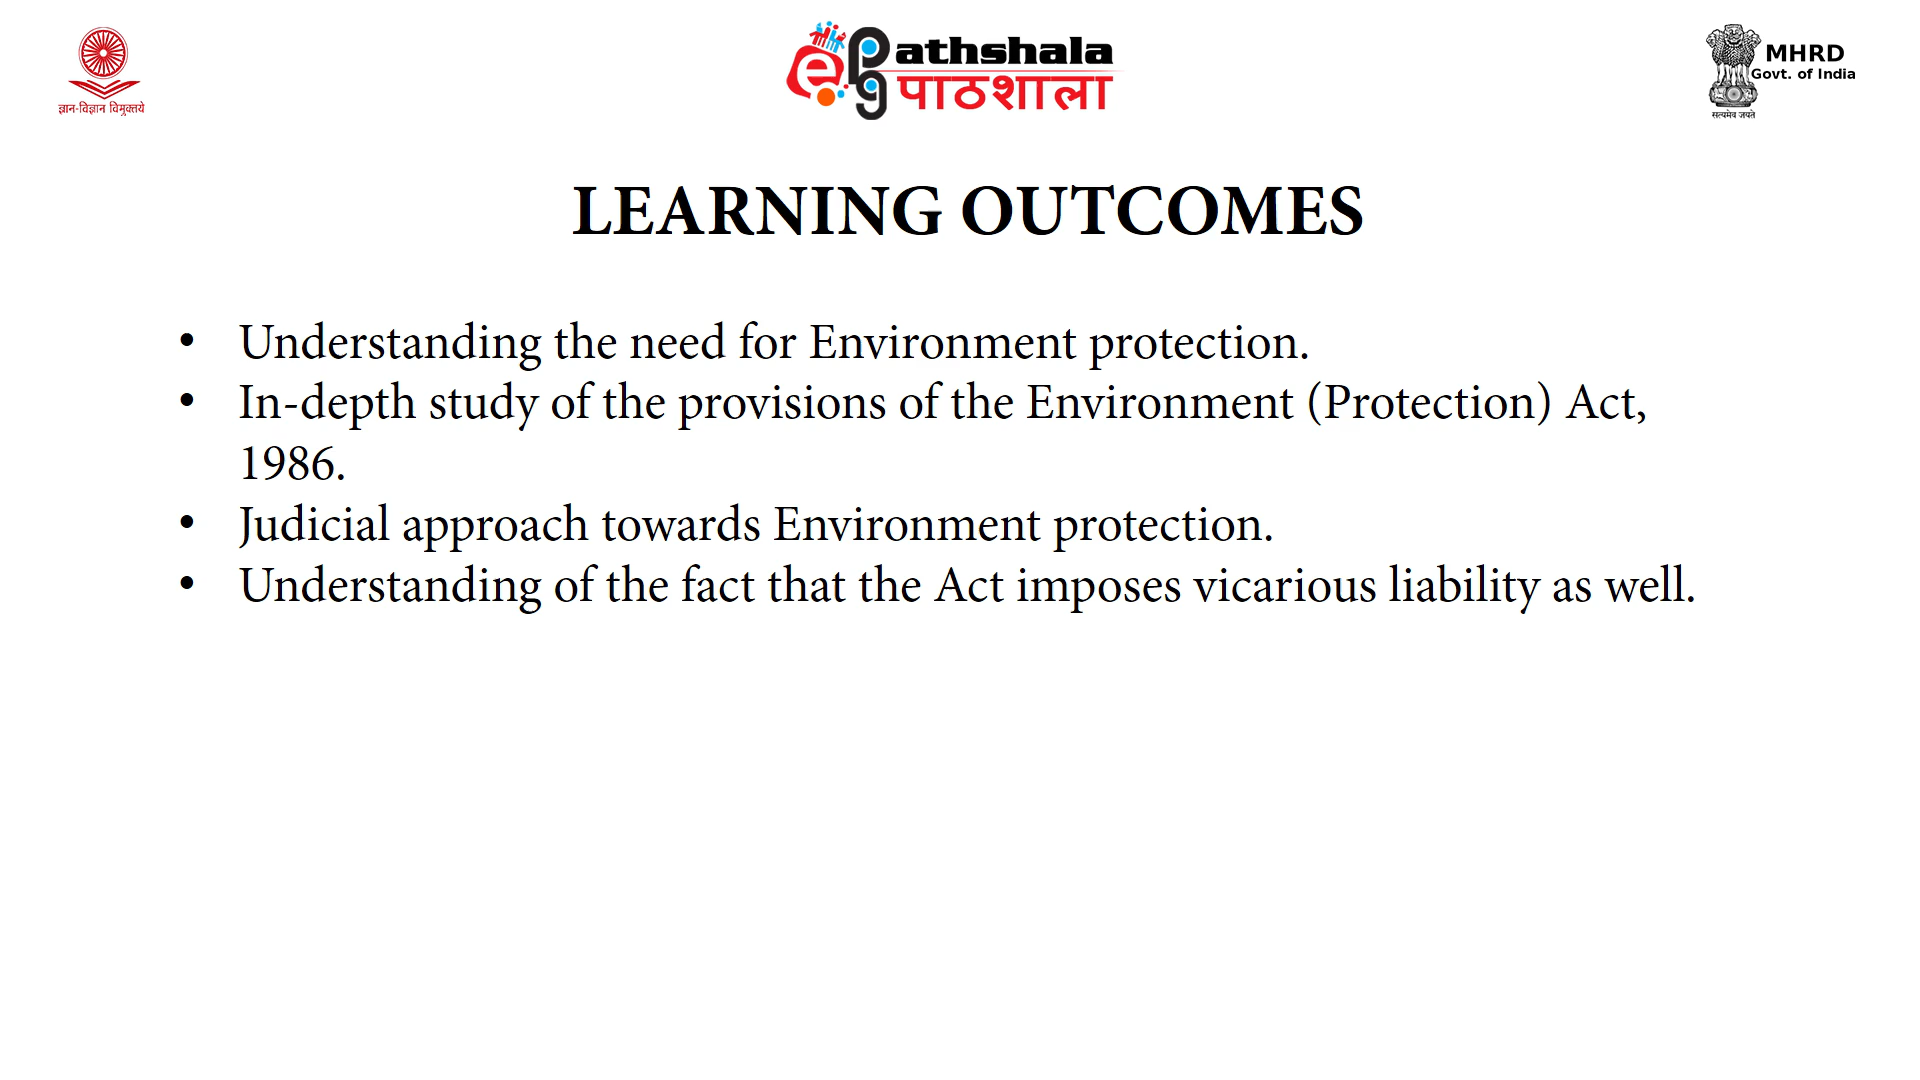 ज्ञान-विज्ञान विमुक्तये
e Pg athshala
पाठशाला
MHRD
Govt. of India
सत्यमेव जयते
LEARNING OUTCOMES
• Understanding the need for Environment protection.
• In-depth study of the provisions of the Environment (Protection) Act,
1986.
• Judicial approach towards Environment protection.
• Understanding of the fact that the Act imposes vicarious liability as well.